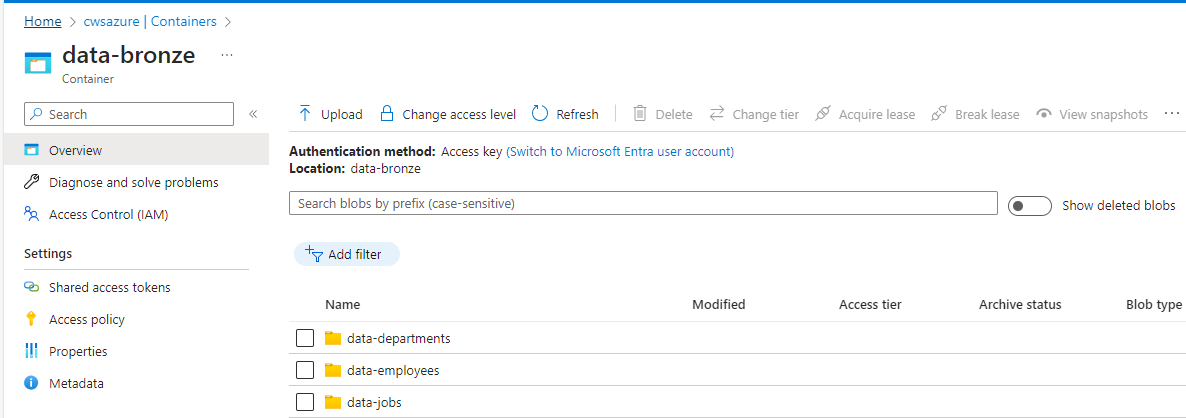 Home > cwsazure | Containers >
data-bronze ...
Container
Search «
Overview
Diagnose and solve problems
Access Control (IAM)
Settings
Shared access tokens
Access policy
Properties
Metadata
Upload Change access level Refresh Delete Change tier Acquire lease Break lease View snapshots ...
Authentication method: Access key (Switch to Microsoft Entra user account)
Location: data-bronze
Search blobs by prefix (case-sensitive) Show deleted blobs
Add filter
Name Modified Access tier Archive status Blob type
data-departments
data-employees
data-jobs